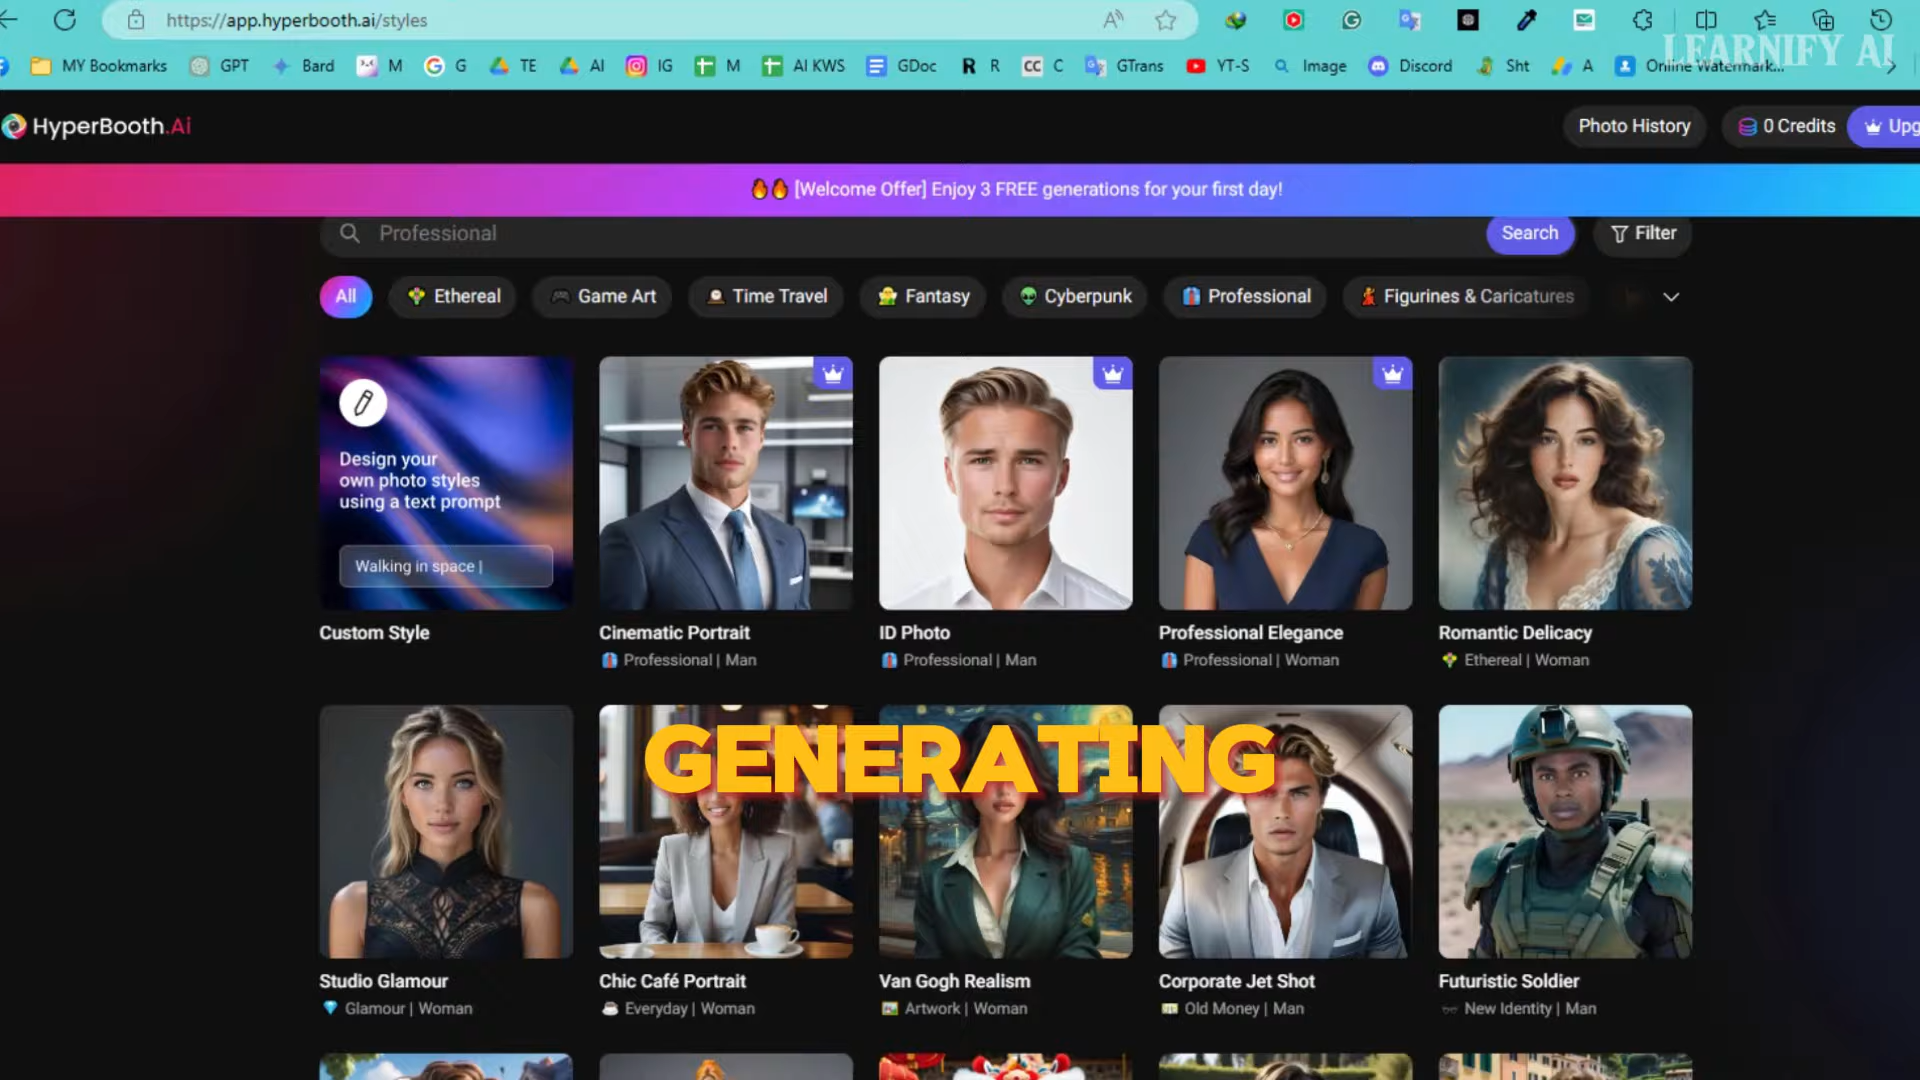 https://app.hyperbooth.ai/styles
MY Bookmarks GPT Bard M G TE AI IG M AI KWS GDoc R CC C GTrans YT-S Image Discord Sht A Online Watermark...
LEARNIFY AI
HyperBooth.Ai
Photo History 0 Credits Upg
[Welcome Offer] Enjoy 3 FREE generations for your first day!
Professional Search Filter
All Ethereal Game Art Time Travel Fantasy Cyberpunk Professional Figurines & Caricatures
Design your
own photo styles
using a text prompt
Walking in space |
Custom Style Cinematic Portrait ID Photo Professional Elegance Romantic Delicacy
Professional | Man Professional | Man Professional | Woman Ethereal | Woman
GENERATING
Studio Glamour Chic Café Portrait Van Gogh Realism Corporate Jet Shot Futuristic Soldier
Glamour | Woman Everyday | Woman Artwork | Woman Old Money | Man New Identity | Man